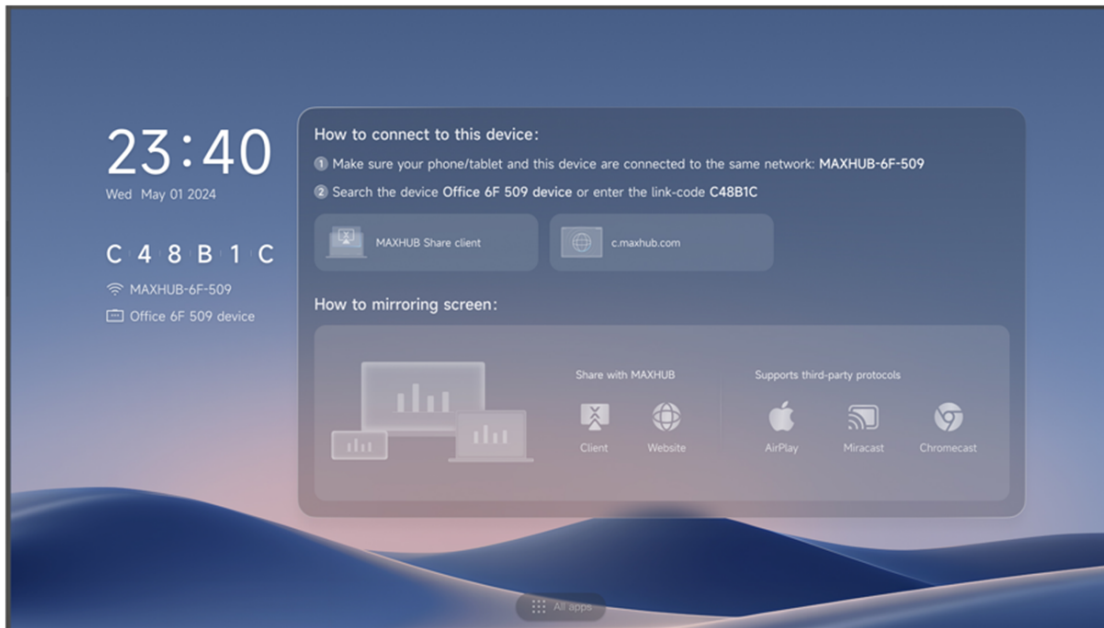 23:40
Wed May 01 2024
C 4 8 B 1 C
MAXHUB-6F-509
Office 6F 509 device
How to connect to this device:
1 Make sure your phone/tablet and this device are connected to the same network: MAXHUB-6F-509
2 Search the device Office 6F 509 device or enter the link-code C48B1C
MAXHUB Share client
c.maxhub.com
How to mirroring screen:
Share with MAXHUB
Client
Website
Supports third-party protocols
AirPlay
Miracast
Chromecast
All apps